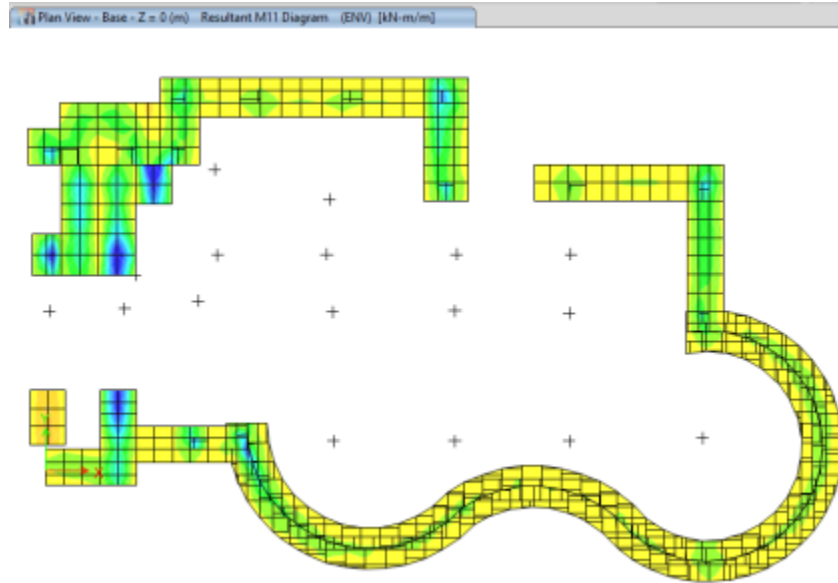 Plan View - Base - Z = 0 (m) Resultant M11 Diagram (ENV) [kN-m/m]
X